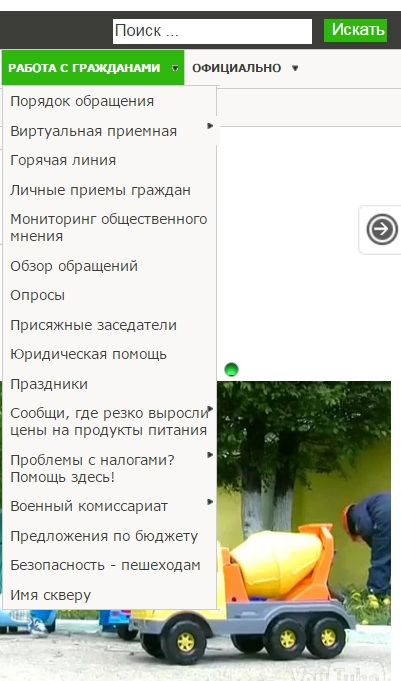 Поиск ...
Искать
РАБОТА С ГРАЖДАНАМИ
ОФИЦИАЛЬНО
Порядок обращения
Виртуальная приемная
Горячая линия
Личные приемы граждан
Мониторинг общественного
мнения
Обзор обращений
Опросы
Присяжные заседатели
Юридическая помощь
Праздники
Сообщи, где резко выросли
цены на продукты питания
Проблемы с налогами?
Помощь здесь!
Военный комиссариат
Предложения по бюджету
Безопасность - пешеходам
Имя скверу
YouTube